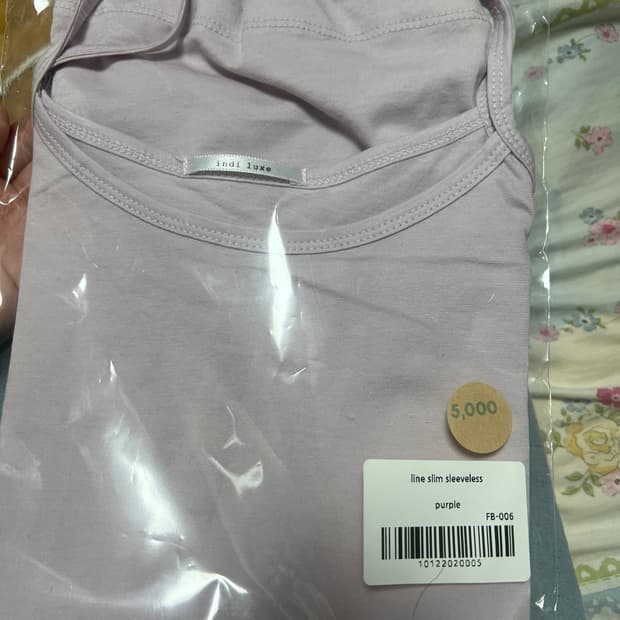 indi luxe
5,000
line slim sleeveless
purple
FB-006
10122020005